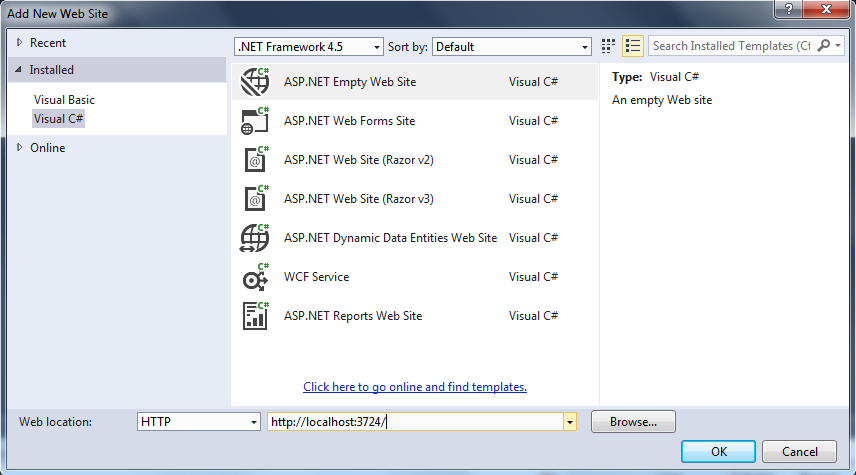 Add New Web Site
Recent
Installed
Visual Basic
Visual C#
Online
.NET Framework 4.5 Sort by: Default Search Installed Templates (Ct
C# ASP.NET Empty Web Site Visual C#
C# ASP.NET Web Forms Site Visual C#
C# @ ASP.NET Web Site (Razor v2) Visual C#
C# @ ASP.NET Web Site (Razor v3) Visual C#
C# ASP.NET Dynamic Data Entities Web Site Visual C#
C# WCF Service Visual C#
C# ASP.NET Reports Web Site Visual C#
Click here to go online and find templates.
Type: Visual C#
An empty Web site
Web location: HTTP http://localhost:3724/ Browse...
OK Cancel